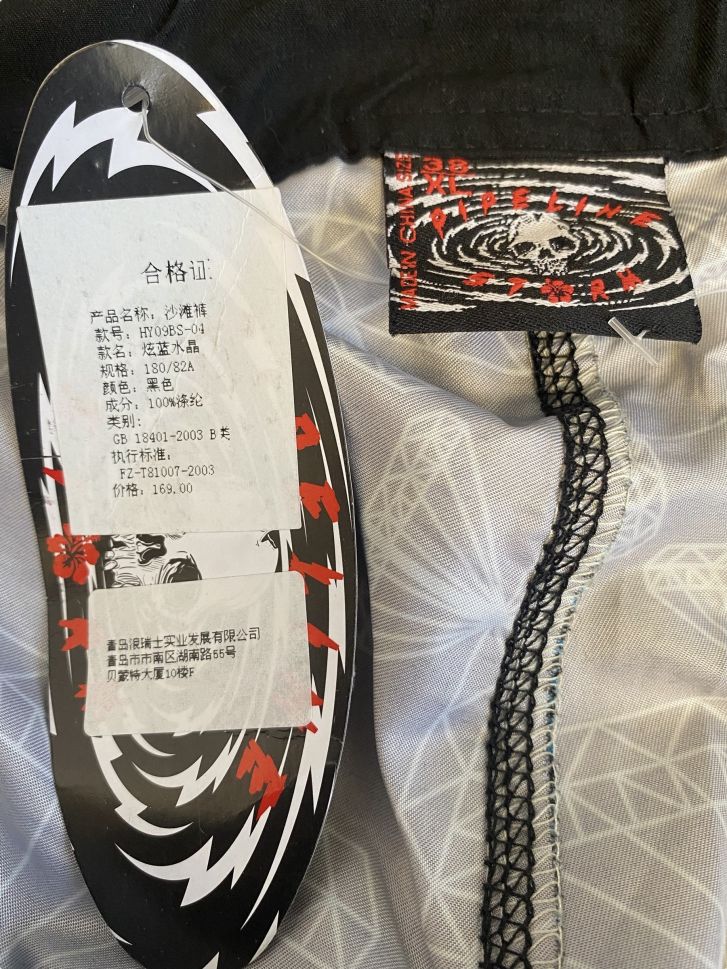 合格证
产品名称: 沙滩裤
款号: HY09BS-04
款名: 炫蓝水晶
规格: 180/82A
颜色: 黑色
成分: 100%涤纶
类别:
GB 18401-2003 B类
执行标准:
FZ-T81007-2003
价格: 169.00
青岛浪瑞士实业发展有限公司
青岛市市南区湖南路55号
贝蒙特大厦10楼F
MADE IN CHINA SIZE
38
XL
PIPELINE
STORM